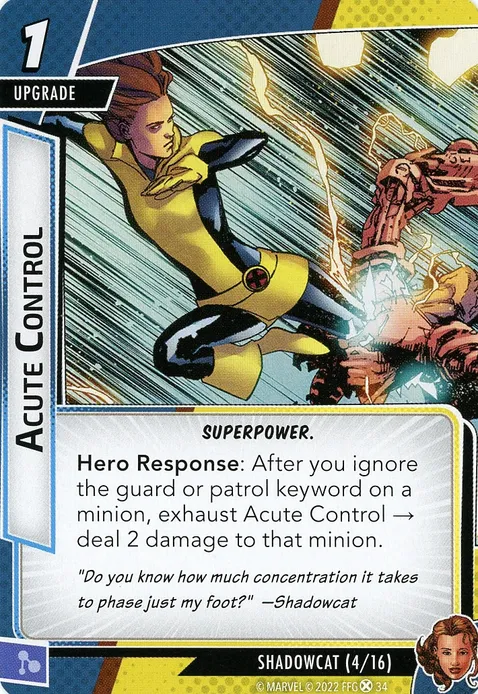 1
UPGRADE
ACUTE CONTROL
SUPERPOWER.
Hero Response: After you ignore
the guard or patrol keyword on a
minion, exhaust Acute Control →
deal 2 damage to that minion.
"Do you know how much concentration it takes
to phase just my foot?" —Shadowcat
SHADOWCAT (4/16)
© MARVEL © 2022 FFG 34